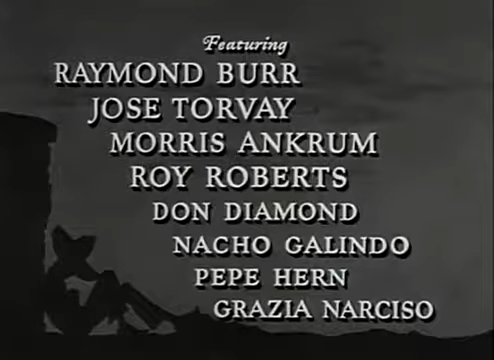 Featuring
RAYMOND BURR
JOSE TORVAY
MORRIS ANKRUM
ROY ROBERTS
DON DIAMOND
NACHO GALINDO
PEPE HERN
GRAZIA NARCISO